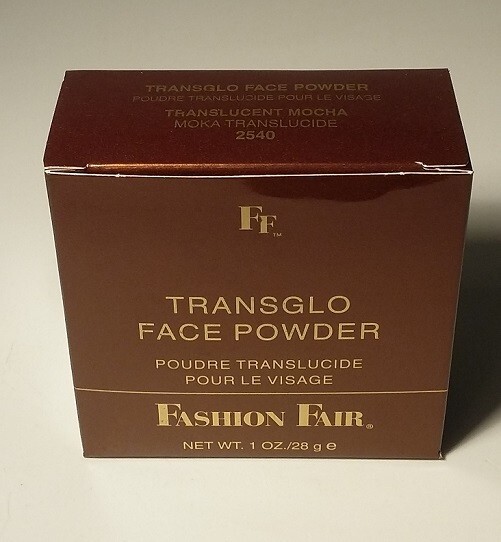 TRANSGLO FACE POWDER
POUDRE TRANSLUCIDE POUR LE VISAGE
TRANSLUCENT MOCHA
MOKA TRANSLUCIDE
2540
FF™
TRANSGLO
FACE POWDER
POUDRE TRANSLUCIDE
POUR LE VISAGE
FASHION FAIR®
NET WT. 1 OZ./28 g e